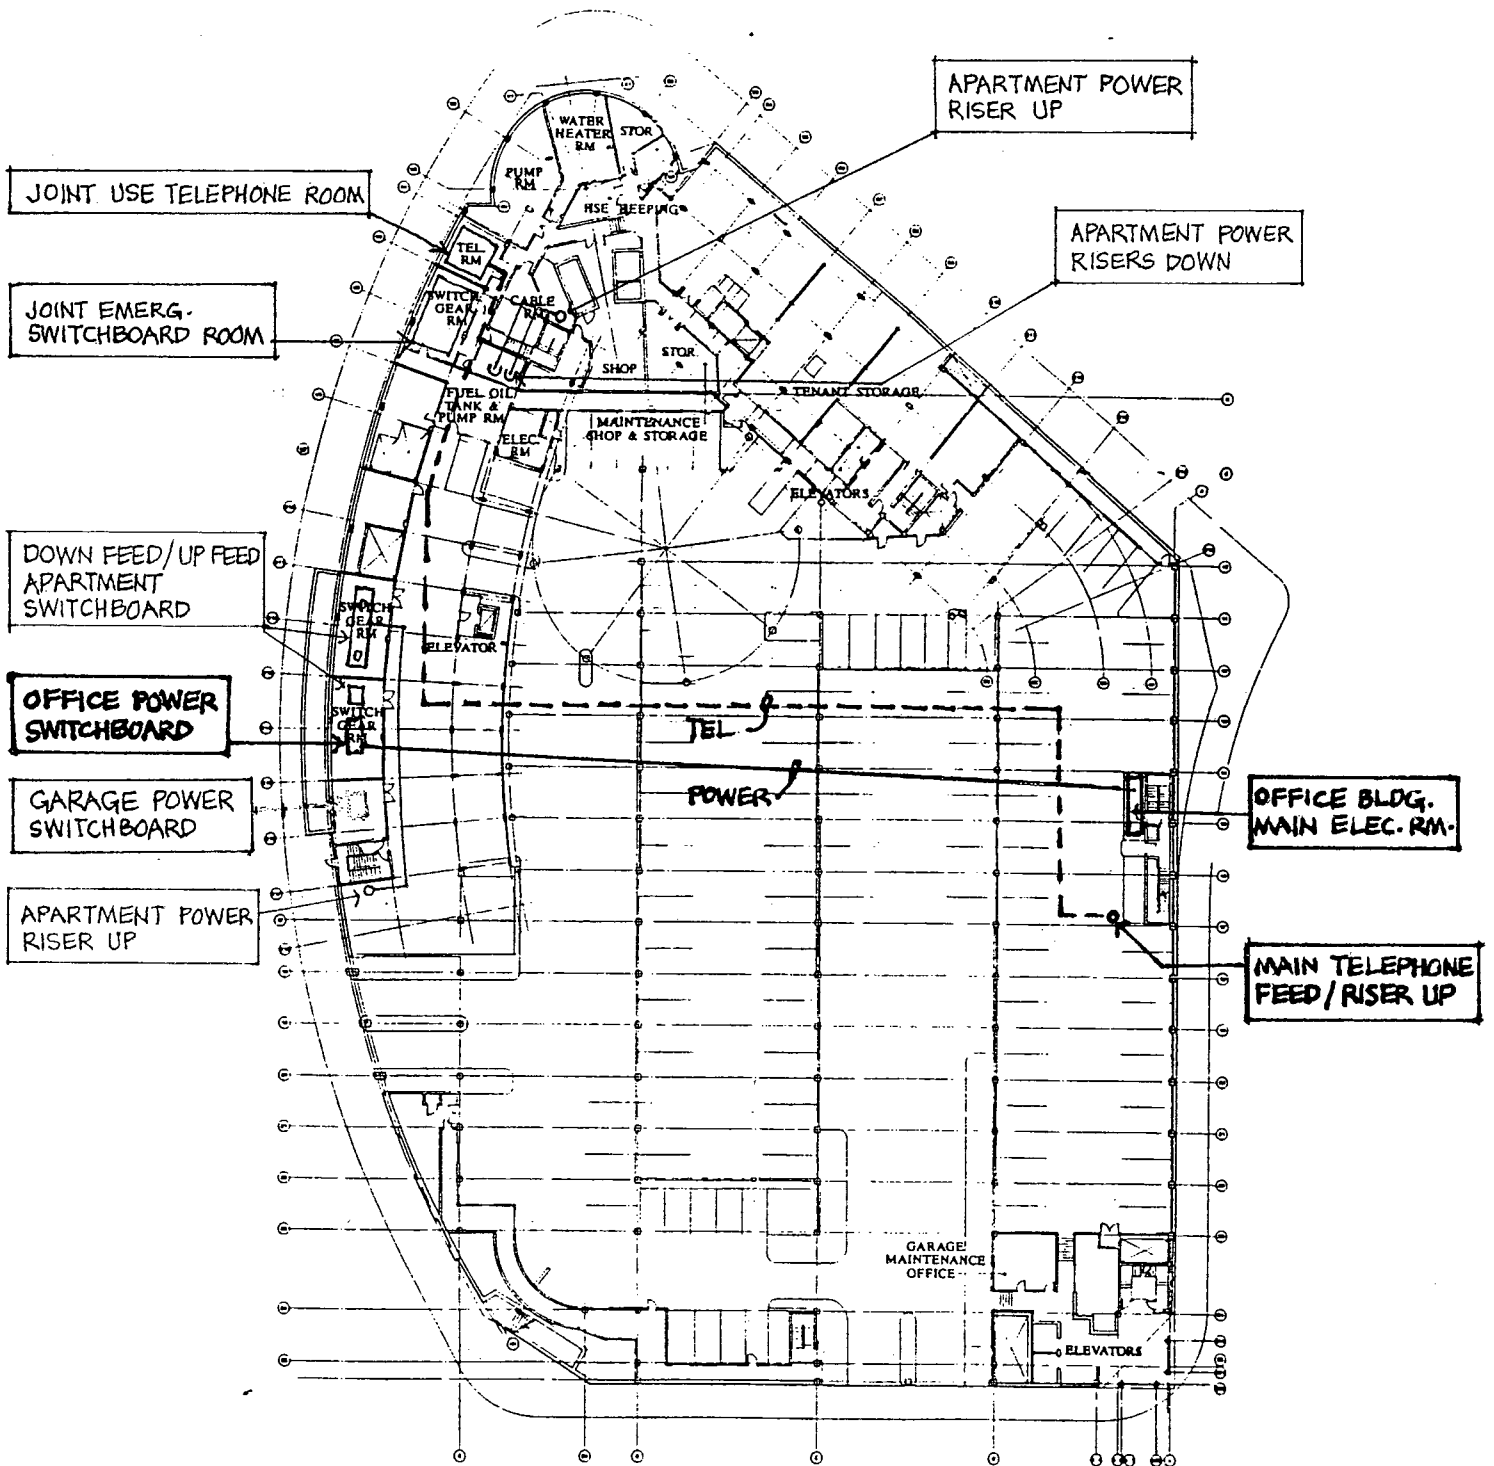 APARTMENT POWER
RISER UP
WATER
HEATER
RM
STOR
PUMP
RM
JOINT USE TELEPHONE ROOM
HSE KEEPING
TEL
RM
APARTMENT POWER
RISERS DOWN
JOINT EMERG.
SWITCHBOARD ROOM
SWITCH
GEAR
RM
CABLE
RM
STOR
SHOP
FUEL OIL
TANK &
PUMP RM
TENANT STORAGE
MAINTENANCE
SHOP & STORAGE
ELEC.
RM
ELEVATORS
DOWN FEED/UP FEED
APARTMENT
SWITCHBOARD
SWITCH
GEAR
RM
ELEVATOR
OFFICE POWER
SWITCHBOARD
SWITCH
GEAR
RM
TEL
POWER
GARAGE POWER
SWITCHBOARD
OFFICE BLDG.
MAIN ELEC. RM.
APARTMENT POWER
RISER UP
MAIN TELEPHONE
FEED/RISER UP
GARAGE
MAINTENANCE
OFFICE
ELEVATORS